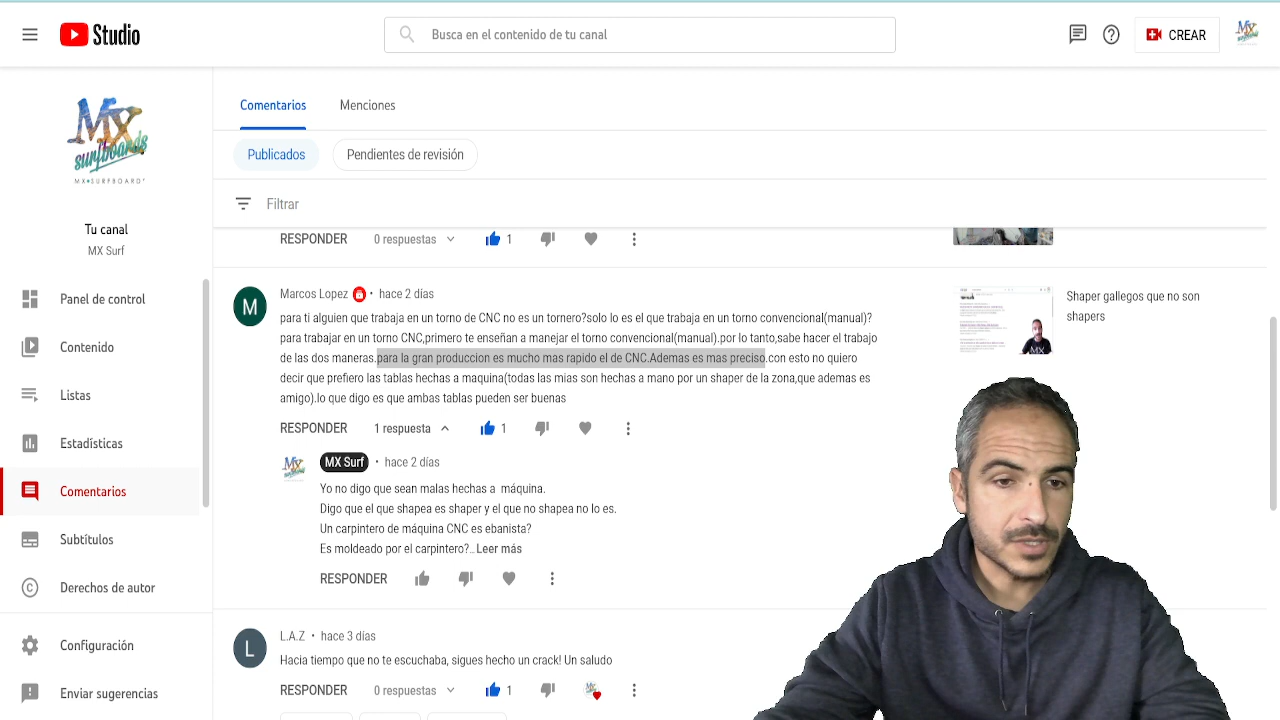 Studio
Busca en el contenido de tu canal
CREAR
MX
surfboards
MX★SURFBOARD
Tu canal
MX Surf
Panel de control
Contenido
Listas
Estadísticas
Comentarios
Subtítulos
Derechos de autor
Configuración
Enviar sugerencias
Comentarios
Menciones
Publicados
Pendientes de revisión
Filtrar
RESPONDER 0 respuestas 1
M
Marcos Lopez • hace 2 días
si alguien que trabaja en un torno de CNC no es un tornero?solo lo es el que trabaja en un torno convencional(manual)?
para trabajar en un torno CNC,primero te enseñan a manejar el torno convencional(manual).por lo tanto,sabe hacer el trabajo
de las dos formas,para la gran produccion es muchisimo mas rapido el de CNC.Ademas es mas preciso.con esto no quiero
decir que prefiero las tablas hechas a maquina(todas las mias son hechas a mano por un shaper de la zona,que ademas es
amigo).lo que digo es que ambas tablas pueden ser buenas
RESPONDER 1 respuesta 1
Shaper gallegos que no son
shapers
MX Surf • hace 2 días
Yo no digo que sean malas hechas a máquina.
Digo que el que shapea es shaper y el que no shapea no lo es.
Un carpintero de máquina CNC es ebanista?
Es moldeado por el carpintero?... Leer más
RESPONDER
L
L.A.Z • hace 3 días
Hacia tiempo que no te escuchaba, sigues hecho un crack! Un saludo
RESPONDER 0 respuestas 1